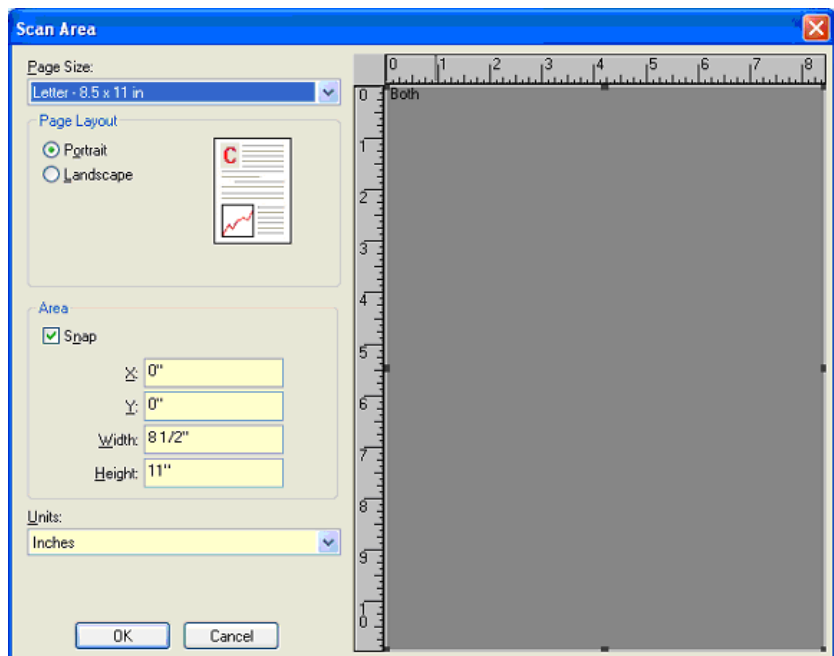 Scan Area
Page Size:
Letter - 8.5 x 11 in
Page Layout
Portrait
Landscape
C
Area
Snap
X: 0"
Y: 0"
Width: 8 1/2"
Height: 11"
Units:
Inches
OK Cancel
0 1 2 3 4 5 6 7 8
Both
0
1
2
3
4
5
6
7
8
9
10